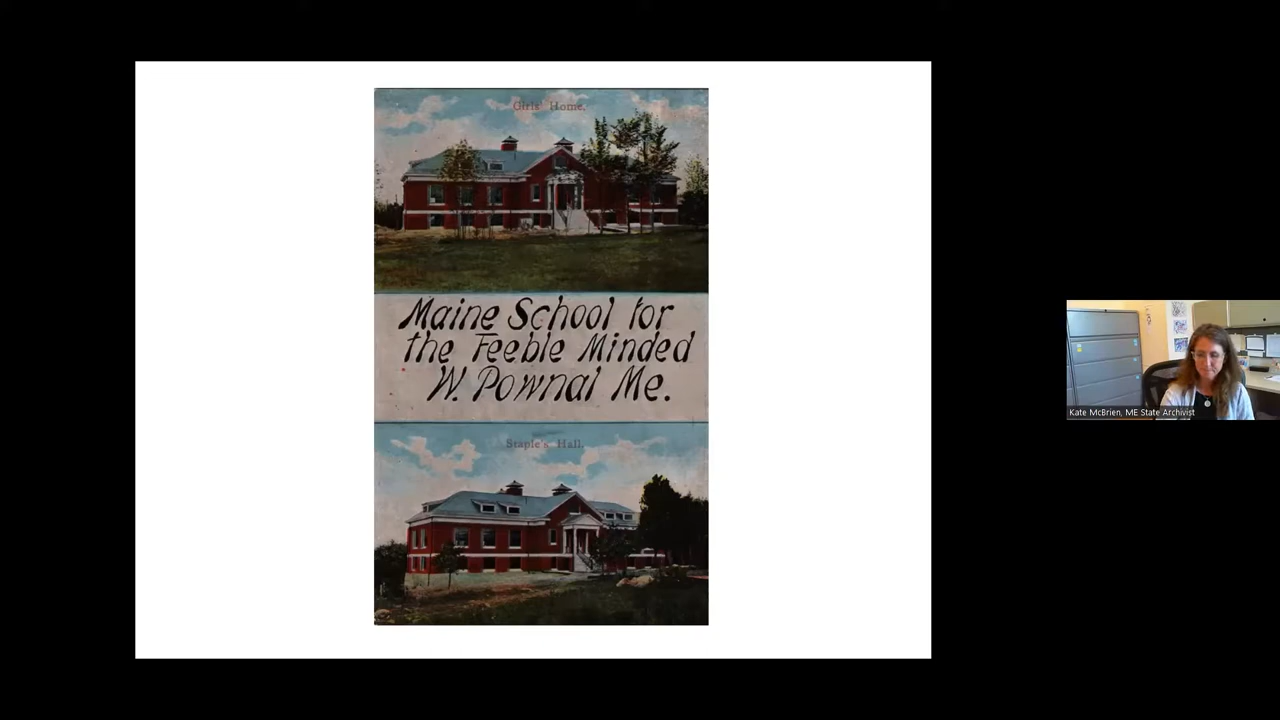 Girls' Home.
Maine School for
the Feeble Minded
W. Pownal Me.
Staple's Hall.
Kate McBrien, ME State Archivist